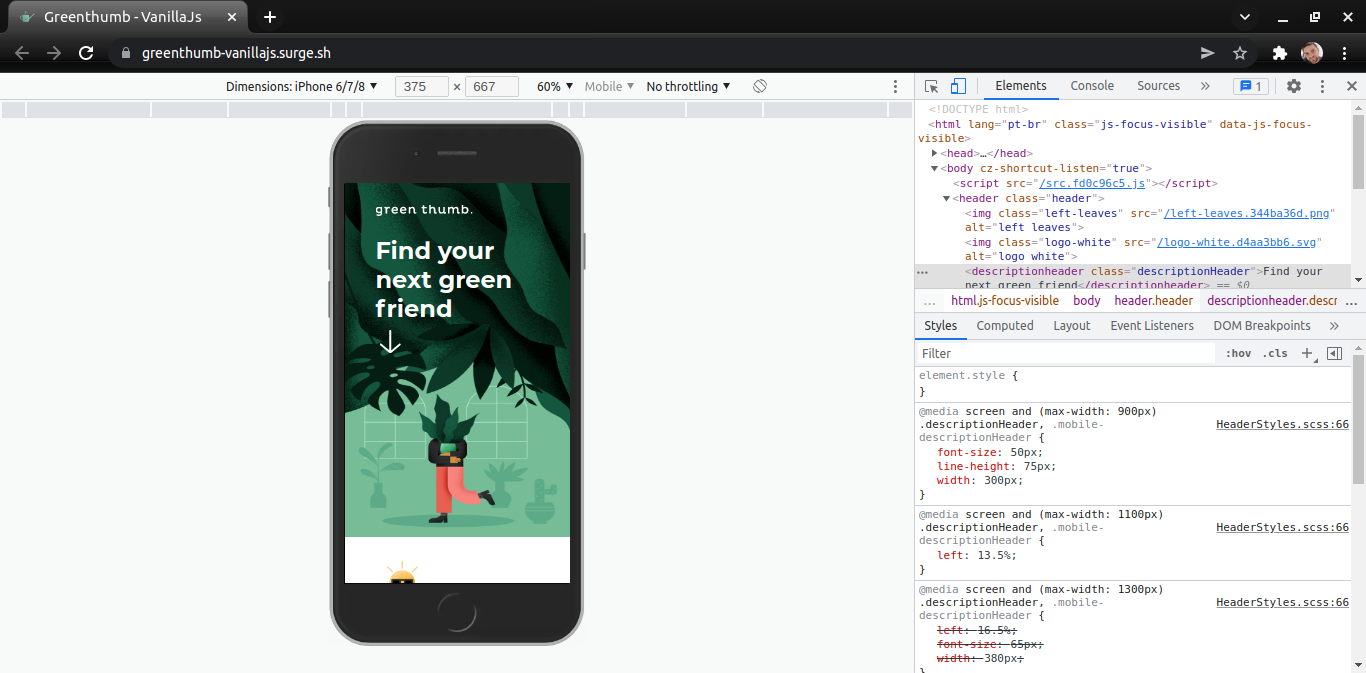 Greenthumb - VanillaJs
greenthumb-vanillajs.surge.sh
Dimensions: iPhone 6/7/8 ▼ 375 × 667 60% ▼ Mobile ▼ No throttling ▼
green thumb.
Find your
next green
friend
Elements Console Sources » 1
<!DOCTYPE html>
<html lang="pt-br" class="js-focus-visible" data-js-focus-
visible>
▶<head>…</head>
▼<body cz-shortcut-listen="true">
<script src="/src.fd0c96c5.js"></script>
▼<header class="header">
<img class="left-leaves" src="/left-leaves.344ba36d.png"
alt="left leaves">
<img class="logo-white" src="/logo-white.d4aa3bb6.svg"
alt="logo white">
… <descriptionheader class="descriptionHeader">Find your
next green friend</descriptionheader> == $0
… html.js-focus-visible body header.header descriptionheader.descr …
Styles Computed Layout Event Listeners DOM Breakpoints »
Filter :hov .cls +
element.style {
}
@media screen and (max-width: 900px)
.descriptionHeader, .mobile- HeaderStyles.scss:66
descriptionHeader {
font-size: 50px;
line-height: 75px;
width: 300px;
}
@media screen and (max-width: 1100px)
.descriptionHeader, .mobile- HeaderStyles.scss:66
descriptionHeader {
left: 13.5%;
}
@media screen and (max-width: 1300px)
.descriptionHeader, .mobile- HeaderStyles.scss:66
descriptionHeader {
left: 16.5%;
font-size: 65px;
width: 380px;
}